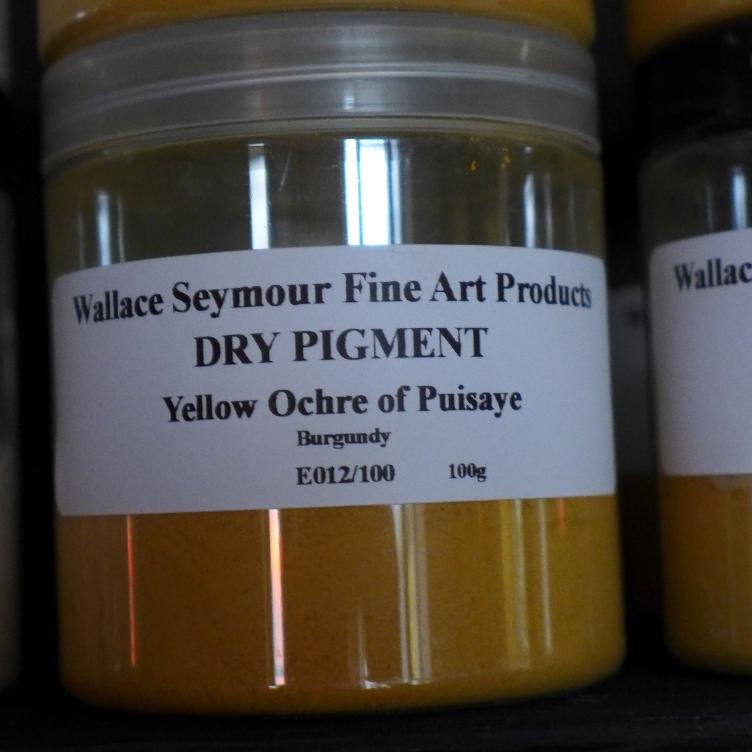 Wallace Seymour Fine Art Products
DRY PIGMENT
Yellow Ochre of Puisaye
Burgundy
E012/100 100g
Wallac